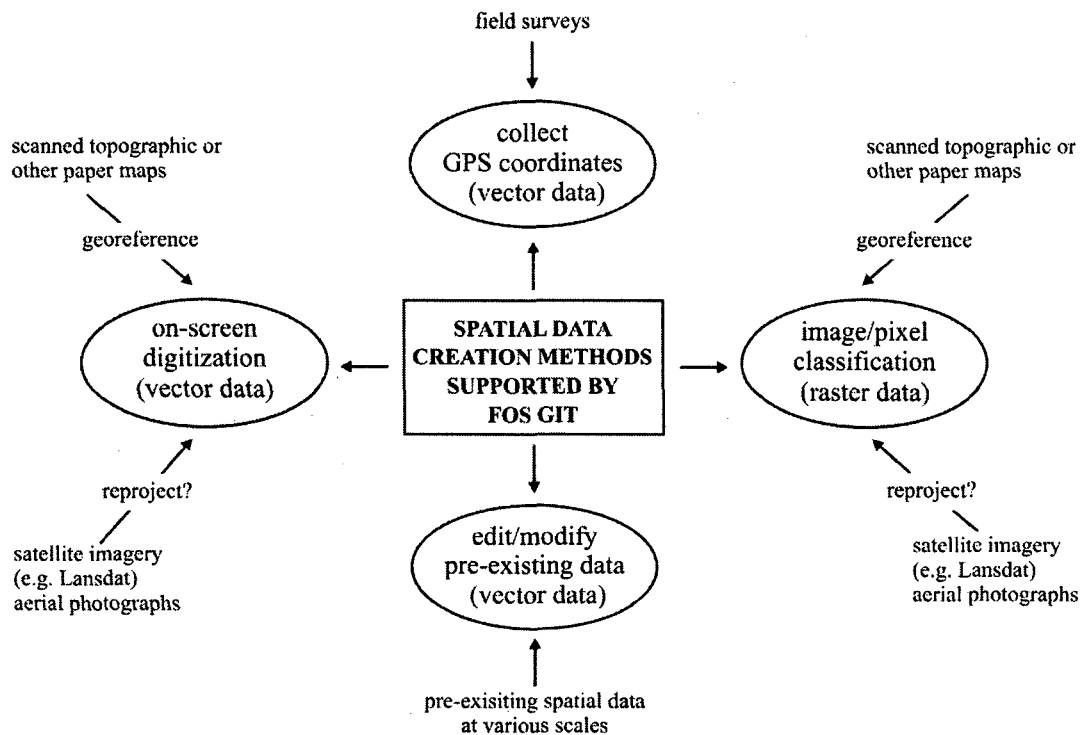 field surveys
collect
GPS coordinates
(vector data)
scanned topographic or
other paper maps
georeference
scanned topographic or
other paper maps
georeference
on-screen
digitization
(vector data)
SPATIAL DATA
CREATION METHODS
SUPPORTED BY
FOS GIT
image/pixel
classification
(raster data)
reproject?
satellite imagery
(e.g. Lansdat)
aerial photographs
edit/modify
pre-existing data
(vector data)
reproject?
satellite imagery
(e.g. Lansdat)
aerial photographs
pre-exisiting spatial data
at various scales